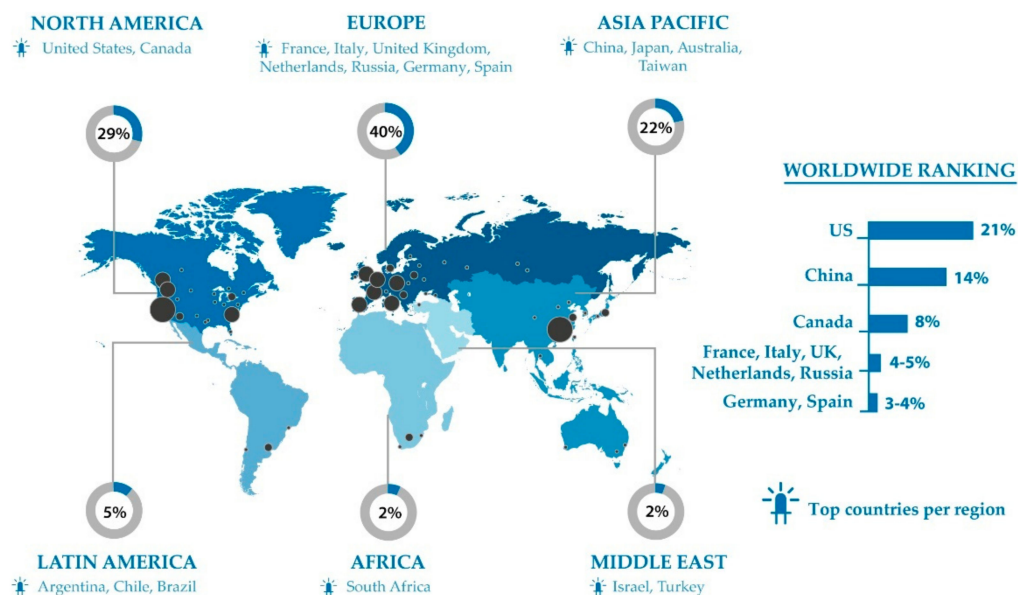 NORTH AMERICA
United States, Canada
29%
EUROPE
France, Italy, United Kingdom,
Netherlands, Russia, Germany, Spain
40%
ASIA PACIFIC
China, Japan, Australia,
Taiwan
22%
WORLDWIDE RANKING
US 21%
China 14%
Canada 8%
France, Italy, UK,
Netherlands, Russia 4-5%
Germany, Spain 3-4%
Top countries per region
5%
LATIN AMERICA
Argentina, Chile, Brazil
2%
AFRICA
South Africa
2%
MIDDLE EAST
Israel, Turkey